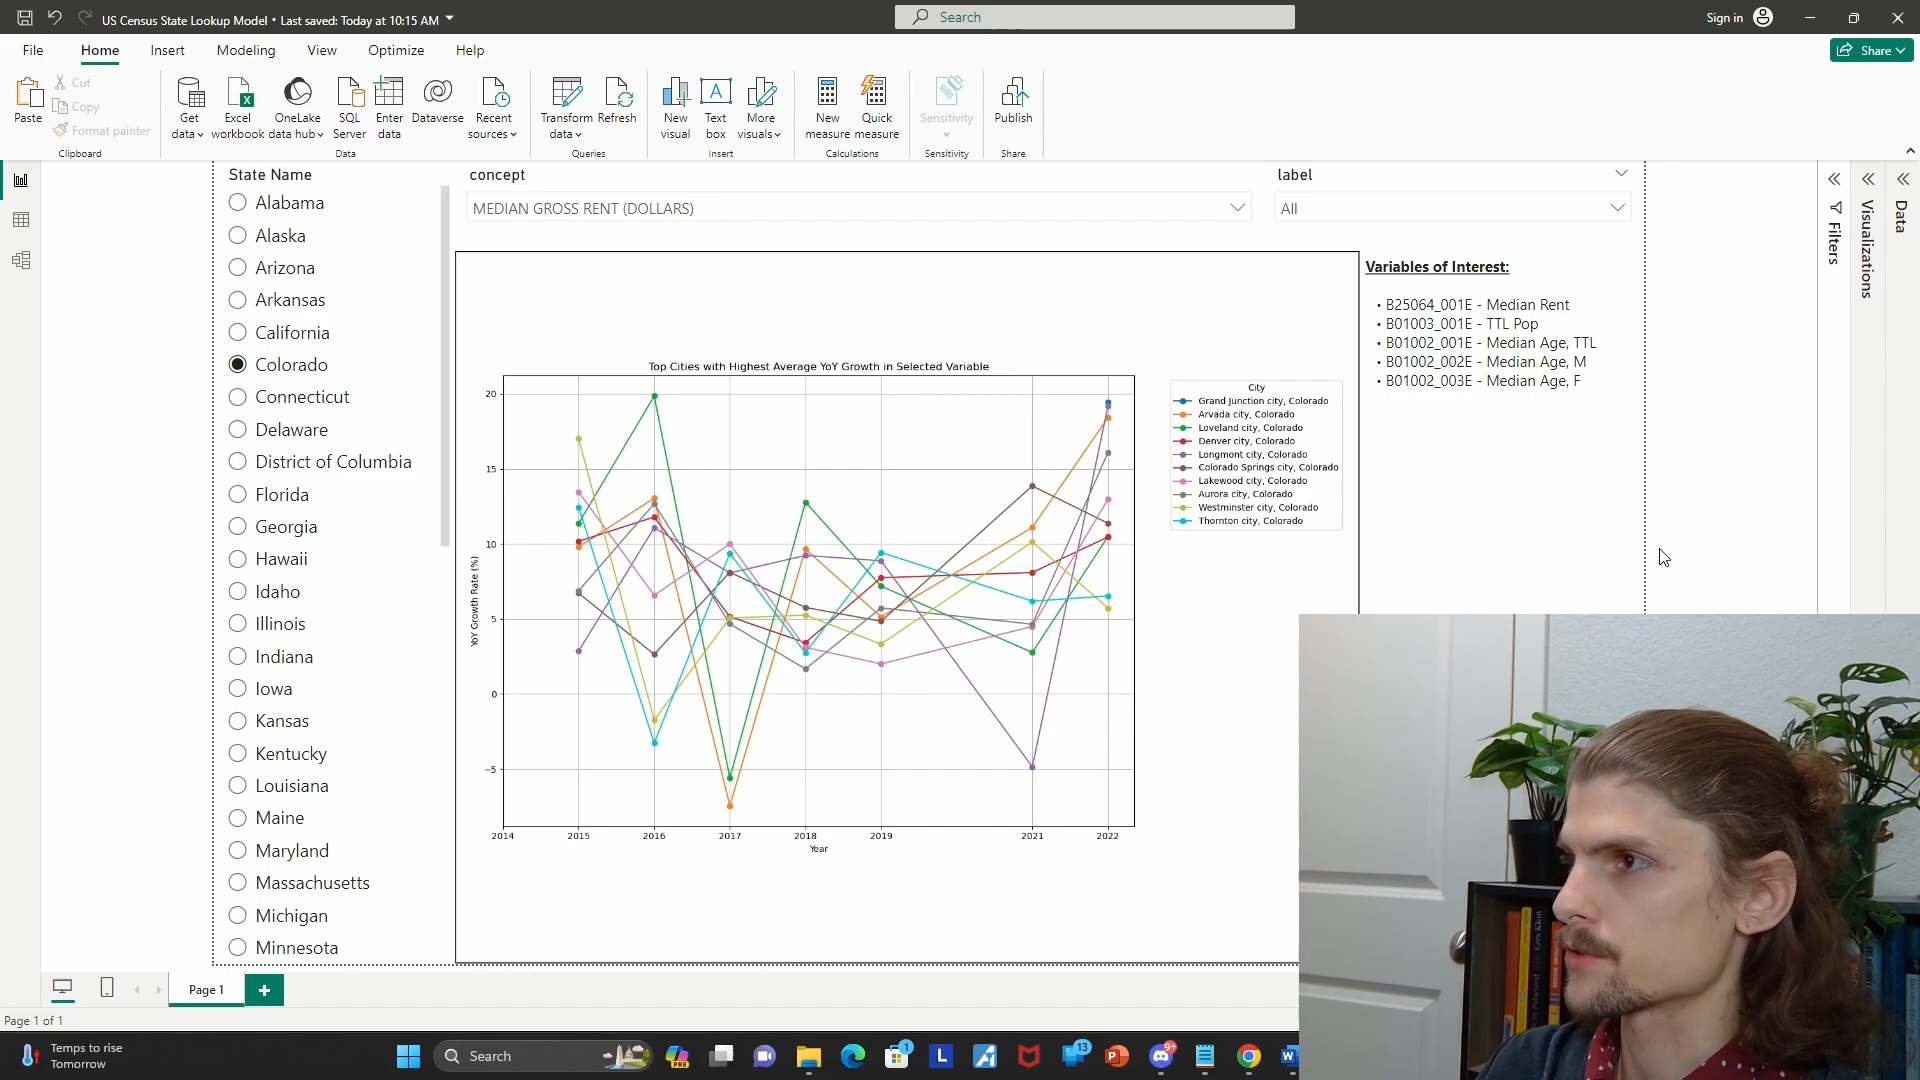 US Census State Lookup Model • Last saved: Today at 10:15 AM
Search
Sign in
File
Home
Insert
Modeling
View
Optimize
Help
Share
Paste
Cut
Copy
Format painter
Clipboard
Get data
Excel workbook
OneLake data hub
SQL Server
Enter data
Dataverse
Recent sources
Data
Transform data
Refresh
Queries
New visual
Text box
More visuals
Insert
New measure
Quick measure
Calculations
Sensitivity
Sensitivity
Publish
Share
State Name
Alabama
Alaska
Arizona
Arkansas
California
Colorado
Connecticut
Delaware
District of Columbia
Florida
Georgia
Hawaii
Idaho
Illinois
Indiana
Iowa
Kansas
Kentucky
Louisiana
Maine
Maryland
Massachusetts
Michigan
Minnesota
concept
MEDIAN GROSS RENT (DOLLARS)
label
All
Top Cities with Highest Average YoY Growth in Selected Variable
YoY Growth Rate (%)
20
15
10
5
0
−5
2014 2015 2016 2017 2018 2019 2021 2022
Year
City
Grand Junction city, Colorado
Arvada city, Colorado
Loveland city, Colorado
Denver city, Colorado
Longmont city, Colorado
Colorado Springs city, Colorado
Lakewood city, Colorado
Aurora city, Colorado
Westminster city, Colorado
Thornton city, Colorado
Variables of Interest:
• B25064_001E - Median Rent
• B01003_001E - TTL Pop
• B01002_001E - Median Age, TTL
• B01002_002E - Median Age, M
• B01002_003E - Median Age, F
Filters
Visualizations
Data
Page 1
Page 1 of 1
Temps to rise
Tomorrow
Search
PRE
1
L
13
P
9+
W